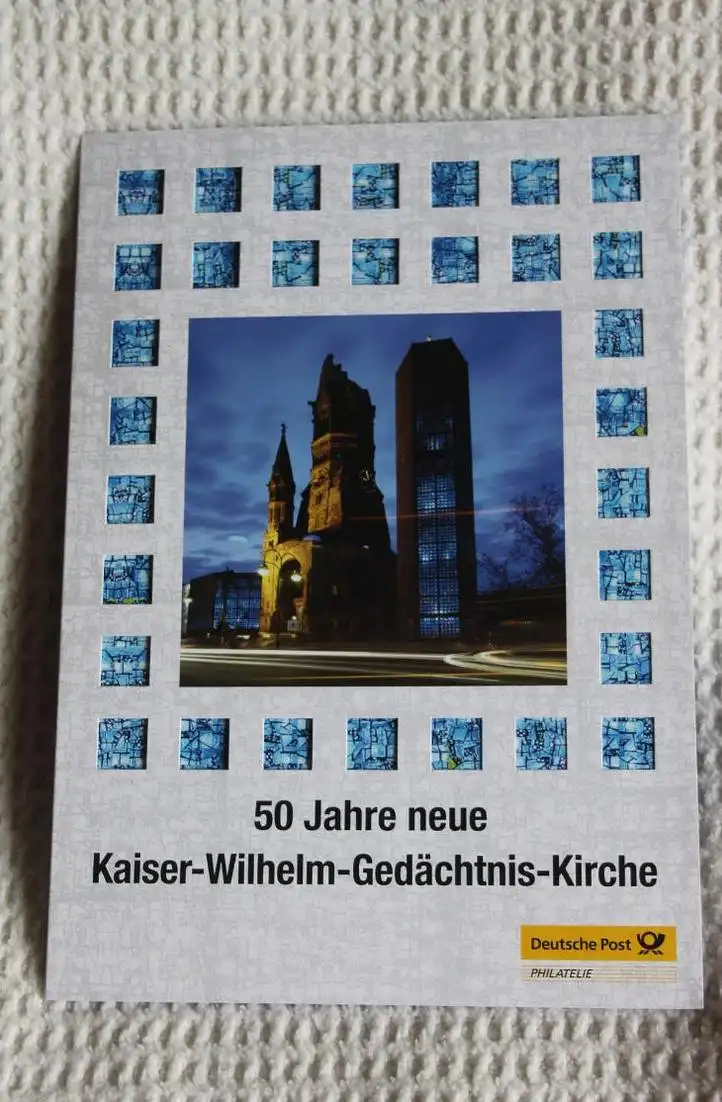 50 Jahre neue
Kaiser-Wilhelm-Gedächtnis-Kirche
Deutsche Post
PHILATELIE